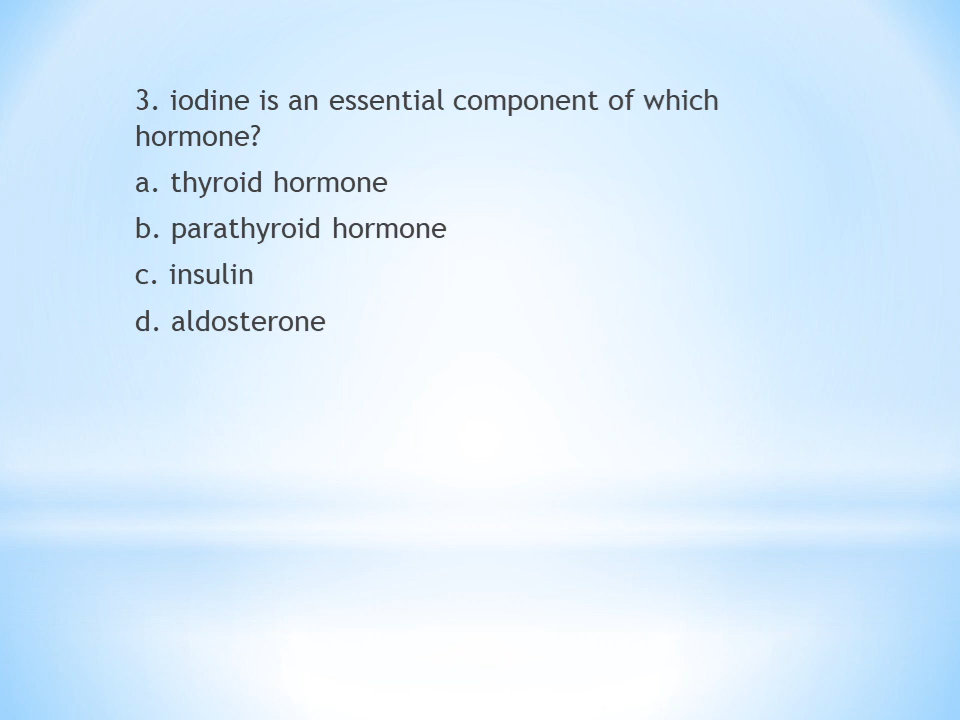 3. iodine is an essential component of which
hormone?
a. thyroid hormone
b. parathyroid hormone
c. insulin
d. aldosterone